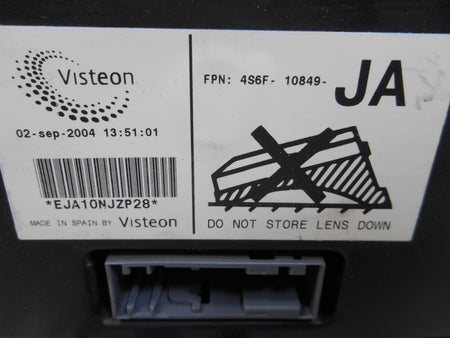 Visteon
02-sep-2004 13:51:01
*EJA10NJZP28*
MADE IN SPAIN BY Visteon
FPN: 4S6F- 10849- JA
DO NOT STORE LENS DOWN